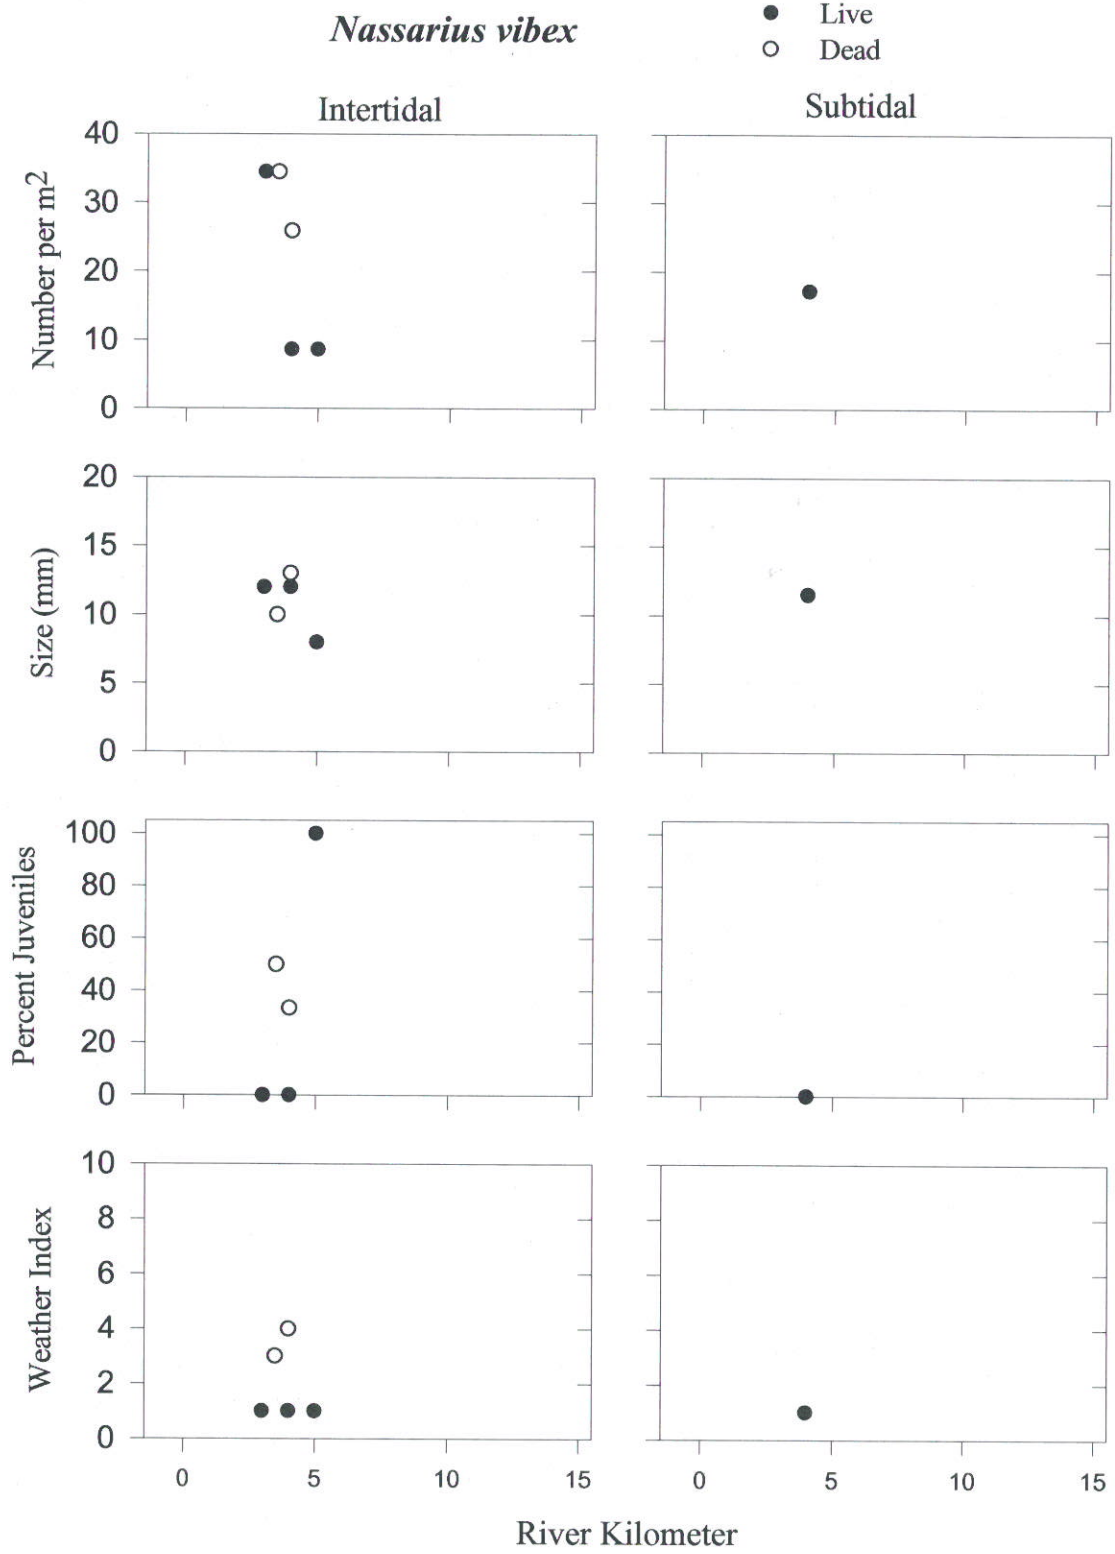 Nassarius vibex
Live
Dead
Intertidal
Subtidal
Number per m2
40
30
20
10
0
Size (mm)
20
15
10
5
0
Percent Juveniles
100
80
60
40
20
0
Weather Index
10
8
6
4
2
0
0 5 10 15
0 5 10 15
River Kilometer